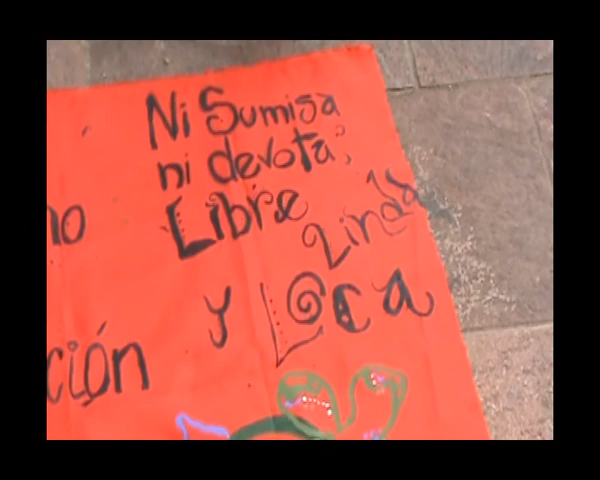 Ni Sumisa
ni devota;
Libre Linda
y Loca
no
ción